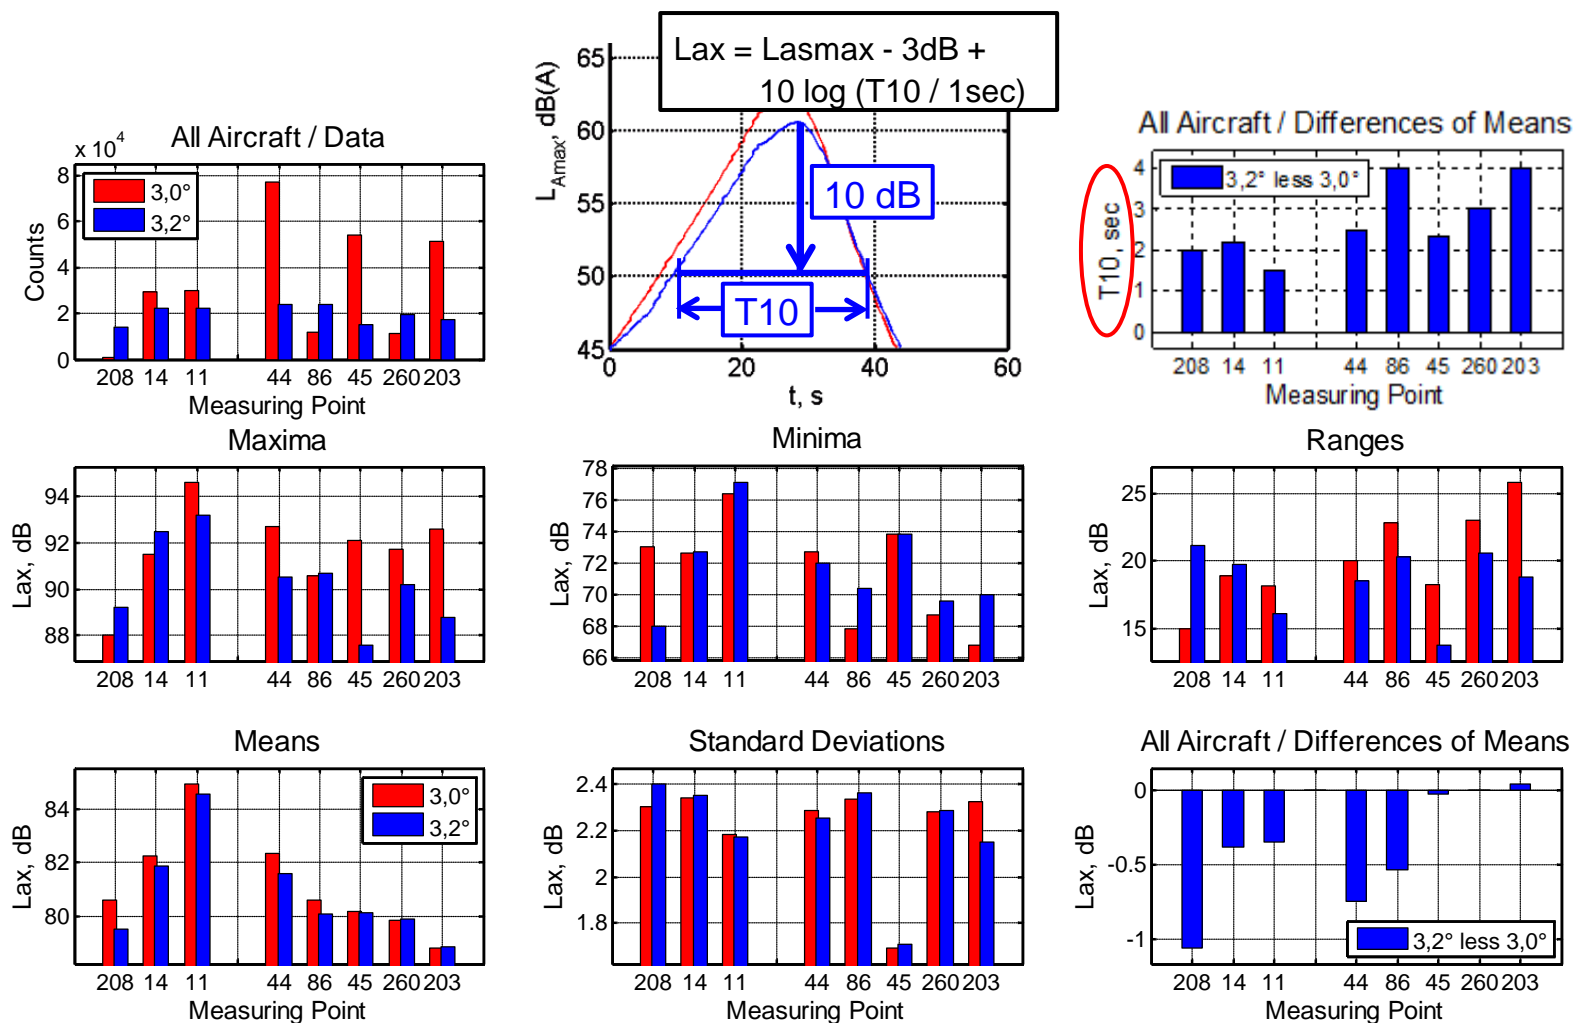 Lax = Lasmax - 3dB +
10 log (T10 / 1sec)
All Aircraft / Data
x 10^4
8
6
4
2
0
Counts
3,0°
3,2°
208 14 11 44 86 45 260 203
Measuring Point
65
60
55
50
45
L_Amax, dB(A)
10 dB
T10
0 20 40 60
t, s
All Aircraft / Differences of Means
4
3
2
1
0
T10, sec
3,2° less 3,0°
208 14 11 44 86 45 260 203
Measuring Point
Maxima
94
92
90
88
Lax, dB
208 14 11 44 86 45 260 203
Minima
78
76
74
72
70
68
66
Lax, dB
208 14 11 44 86 45 260 203
Ranges
25
20
15
Lax, dB
208 14 11 44 86 45 260 203
Means
84
82
80
Lax, dB
3,0°
3,2°
208 14 11 44 86 45 260 203
Measuring Point
Standard Deviations
2.4
2.2
2
1.8
Lax, dB
208 14 11 44 86 45 260 203
Measuring Point
All Aircraft / Differences of Means
0
-0.5
-1
Lax, dB
3,2° less 3,0°
208 14 11 44 86 45 260 203
Measuring Point